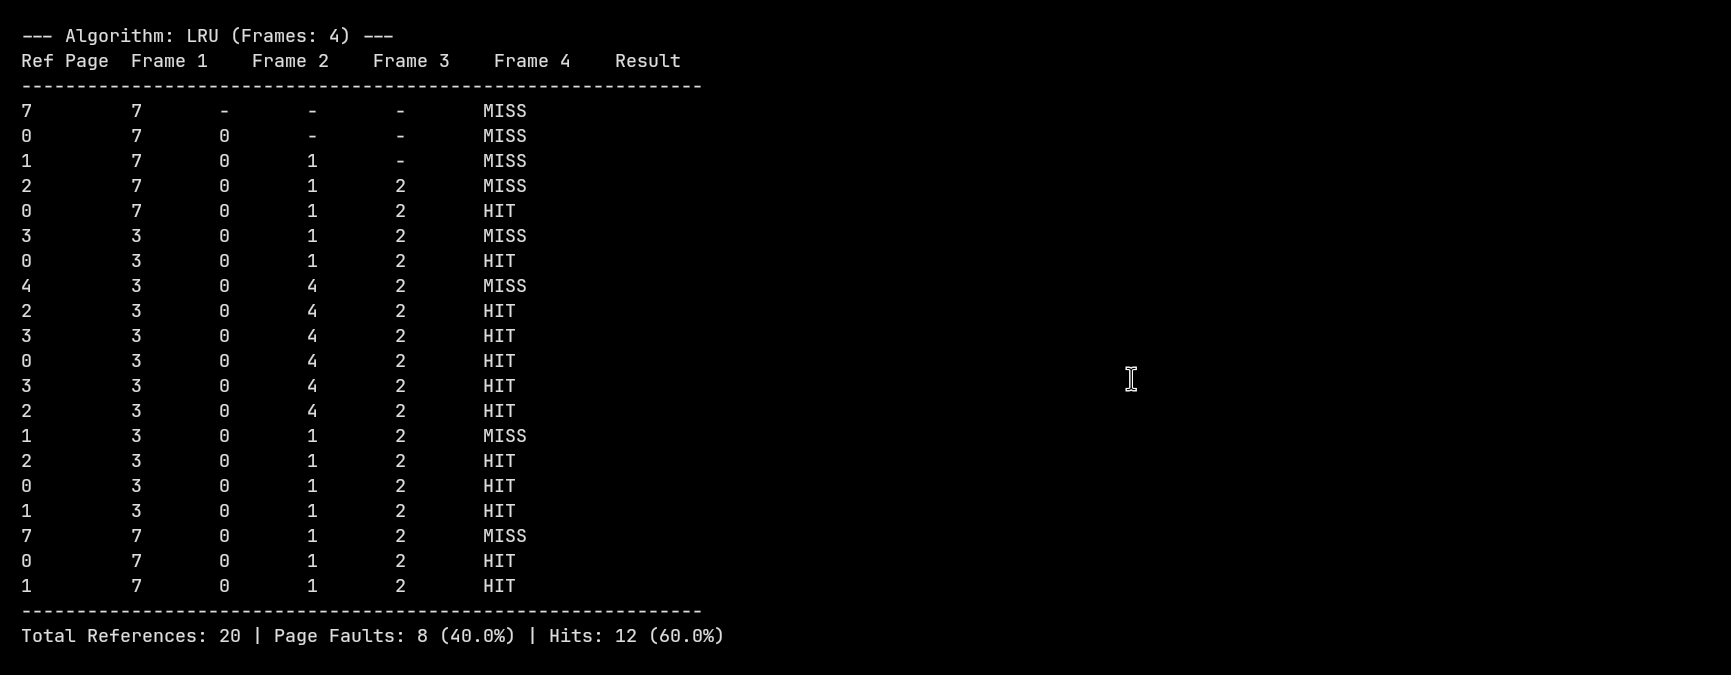 --- Algorithm: LRU (Frames: 4) ---
Ref Page  Frame 1    Frame 2    Frame 3    Frame 4    Result
--------------------------------------------------------------
7         7       -       -       -       MISS
0         7       0       -       -       MISS
1         7       0       1       -       MISS
2         7       0       1       2       MISS
0         7       0       1       2       HIT
3         3       0       1       2       MISS
0         3       0       1       2       HIT
4         3       0       4       2       MISS
2         3       0       4       2       HIT
3         3       0       4       2       HIT
0         3       0       4       2       HIT
3         3       0       4       2       HIT
2         3       0       4       2       HIT
1         3       0       1       2       MISS
2         3       0       1       2       HIT
0         3       0       1       2       HIT
1         3       0       1       2       HIT
7         7       0       1       2       MISS
0         7       0       1       2       HIT
1         7       0       1       2       HIT
--------------------------------------------------------------
Total References: 20 | Page Faults: 8 (40.0%) | Hits: 12 (60.0%)